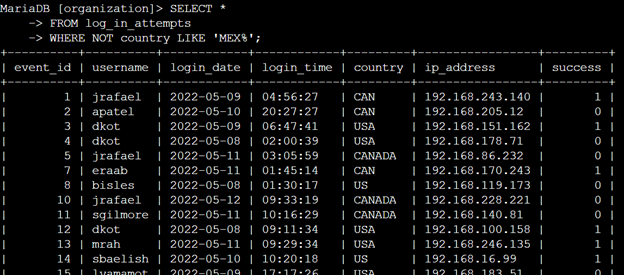 MariaDB [organization]> SELECT *
-> FROM log_in_attempts
-> WHERE NOT country LIKE 'MEX%';
| event_id | username | login_date | login_time | country | ip_address | success |
| 1 | jrafael | 2022-05-09 | 04:56:27 | CAN | 192.168.243.140 | 1 |
| 2 | apatel | 2022-05-10 | 20:27:27 | CAN | 192.168.205.12 | 0 |
| 3 | dkot | 2022-05-09 | 06:47:41 | USA | 192.168.151.162 | 1 |
| 4 | dkot | 2022-05-08 | 02:00:39 | USA | 192.168.178.71 | 0 |
| 5 | jrafael | 2022-05-11 | 03:05:59 | CANADA | 192.168.86.232 | 0 |
| 7 | eraab | 2022-05-11 | 01:45:14 | CAN | 192.168.170.243 | 1 |
| 8 | bisles | 2022-05-08 | 01:30:17 | US | 192.168.119.173 | 0 |
| 10 | jrafael | 2022-05-12 | 09:33:19 | CANADA | 192.168.228.221 | 0 |
| 11 | sgilmore | 2022-05-11 | 10:16:29 | CANADA | 192.168.140.81 | 0 |
| 12 | dkot | 2022-05-08 | 09:11:34 | USA | 192.168.100.158 | 1 |
| 13 | mrah | 2022-05-11 | 09:29:34 | USA | 192.168.246.135 | 1 |
| 14 | sbaelish | 2022-05-10 | 10:20:18 | US | 192.168.16.99 | 1 |
| 15 | lyamamot | 2022-05-09 | 17:17:26 | USA | 192.168.183.51 | 0 |